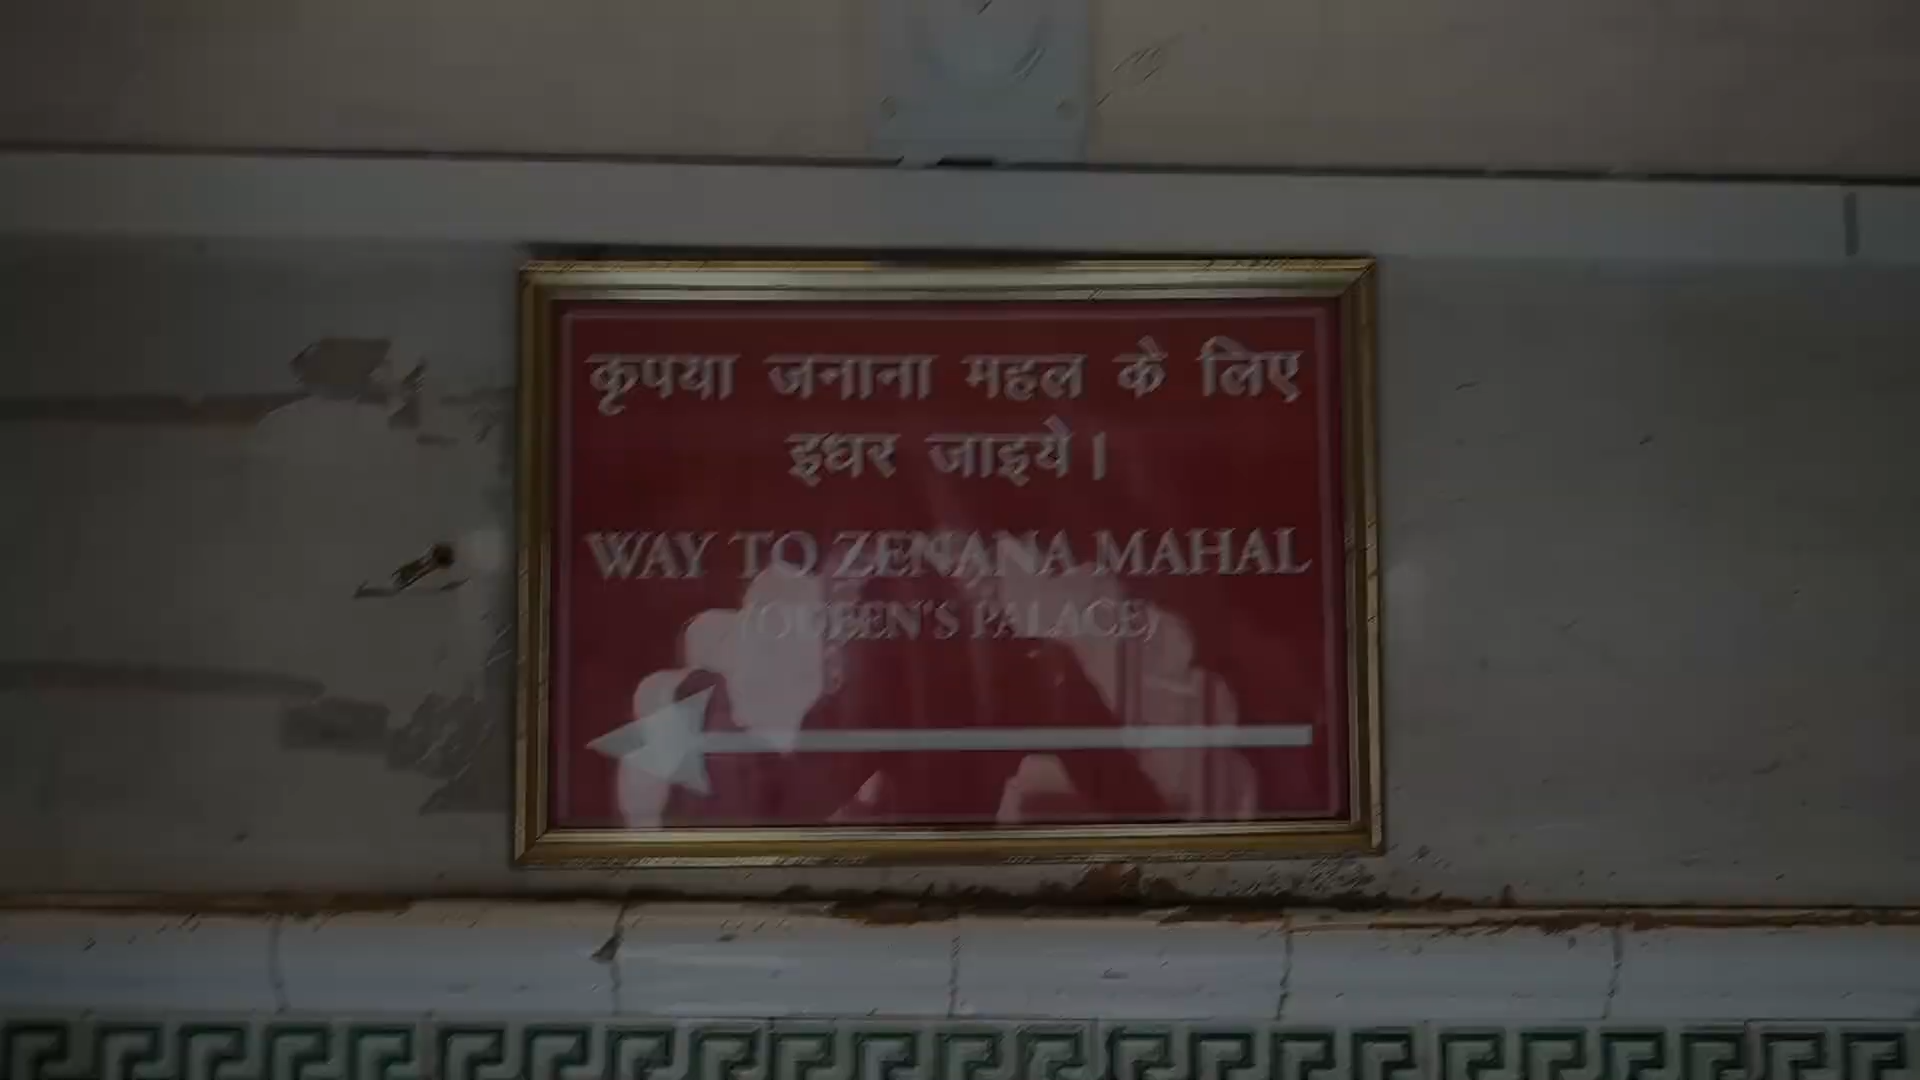 कृपया जनाना महल के लिए
इधर जाइये।
WAY TO ZENANA MAHAL
(QUEEN'S PALACE)